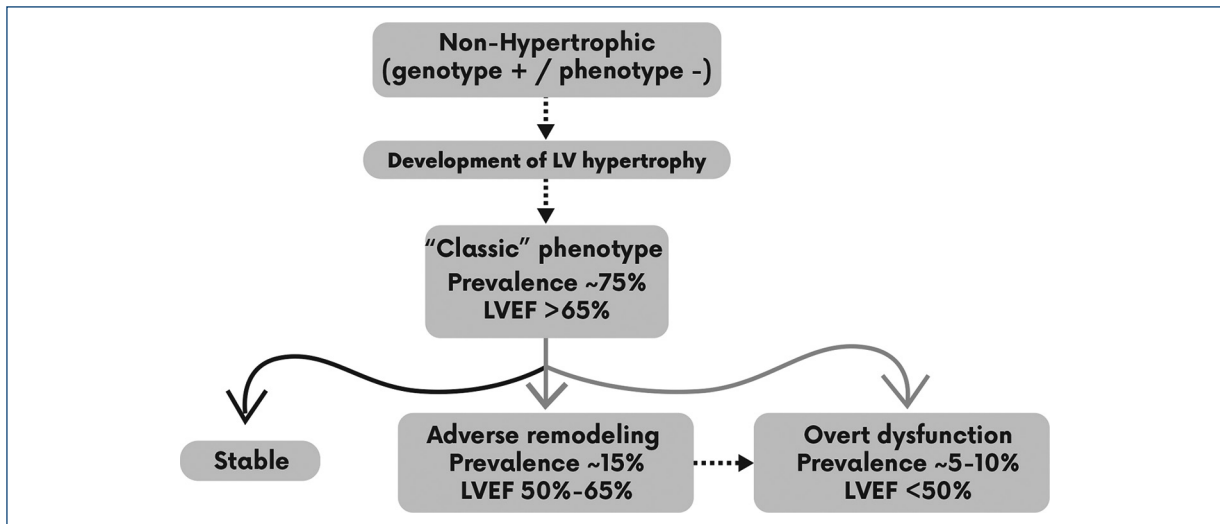 Non-Hypertrophic
(genotype + / phenotype -)
Development of LV hypertrophy
“Classic” phenotype
Prevalence ~75%
LVEF >65%
Stable
Adverse remodeling
Prevalence ~15%
LVEF 50%-65%
Overt dysfunction
Prevalence ~5-10%
LVEF <50%